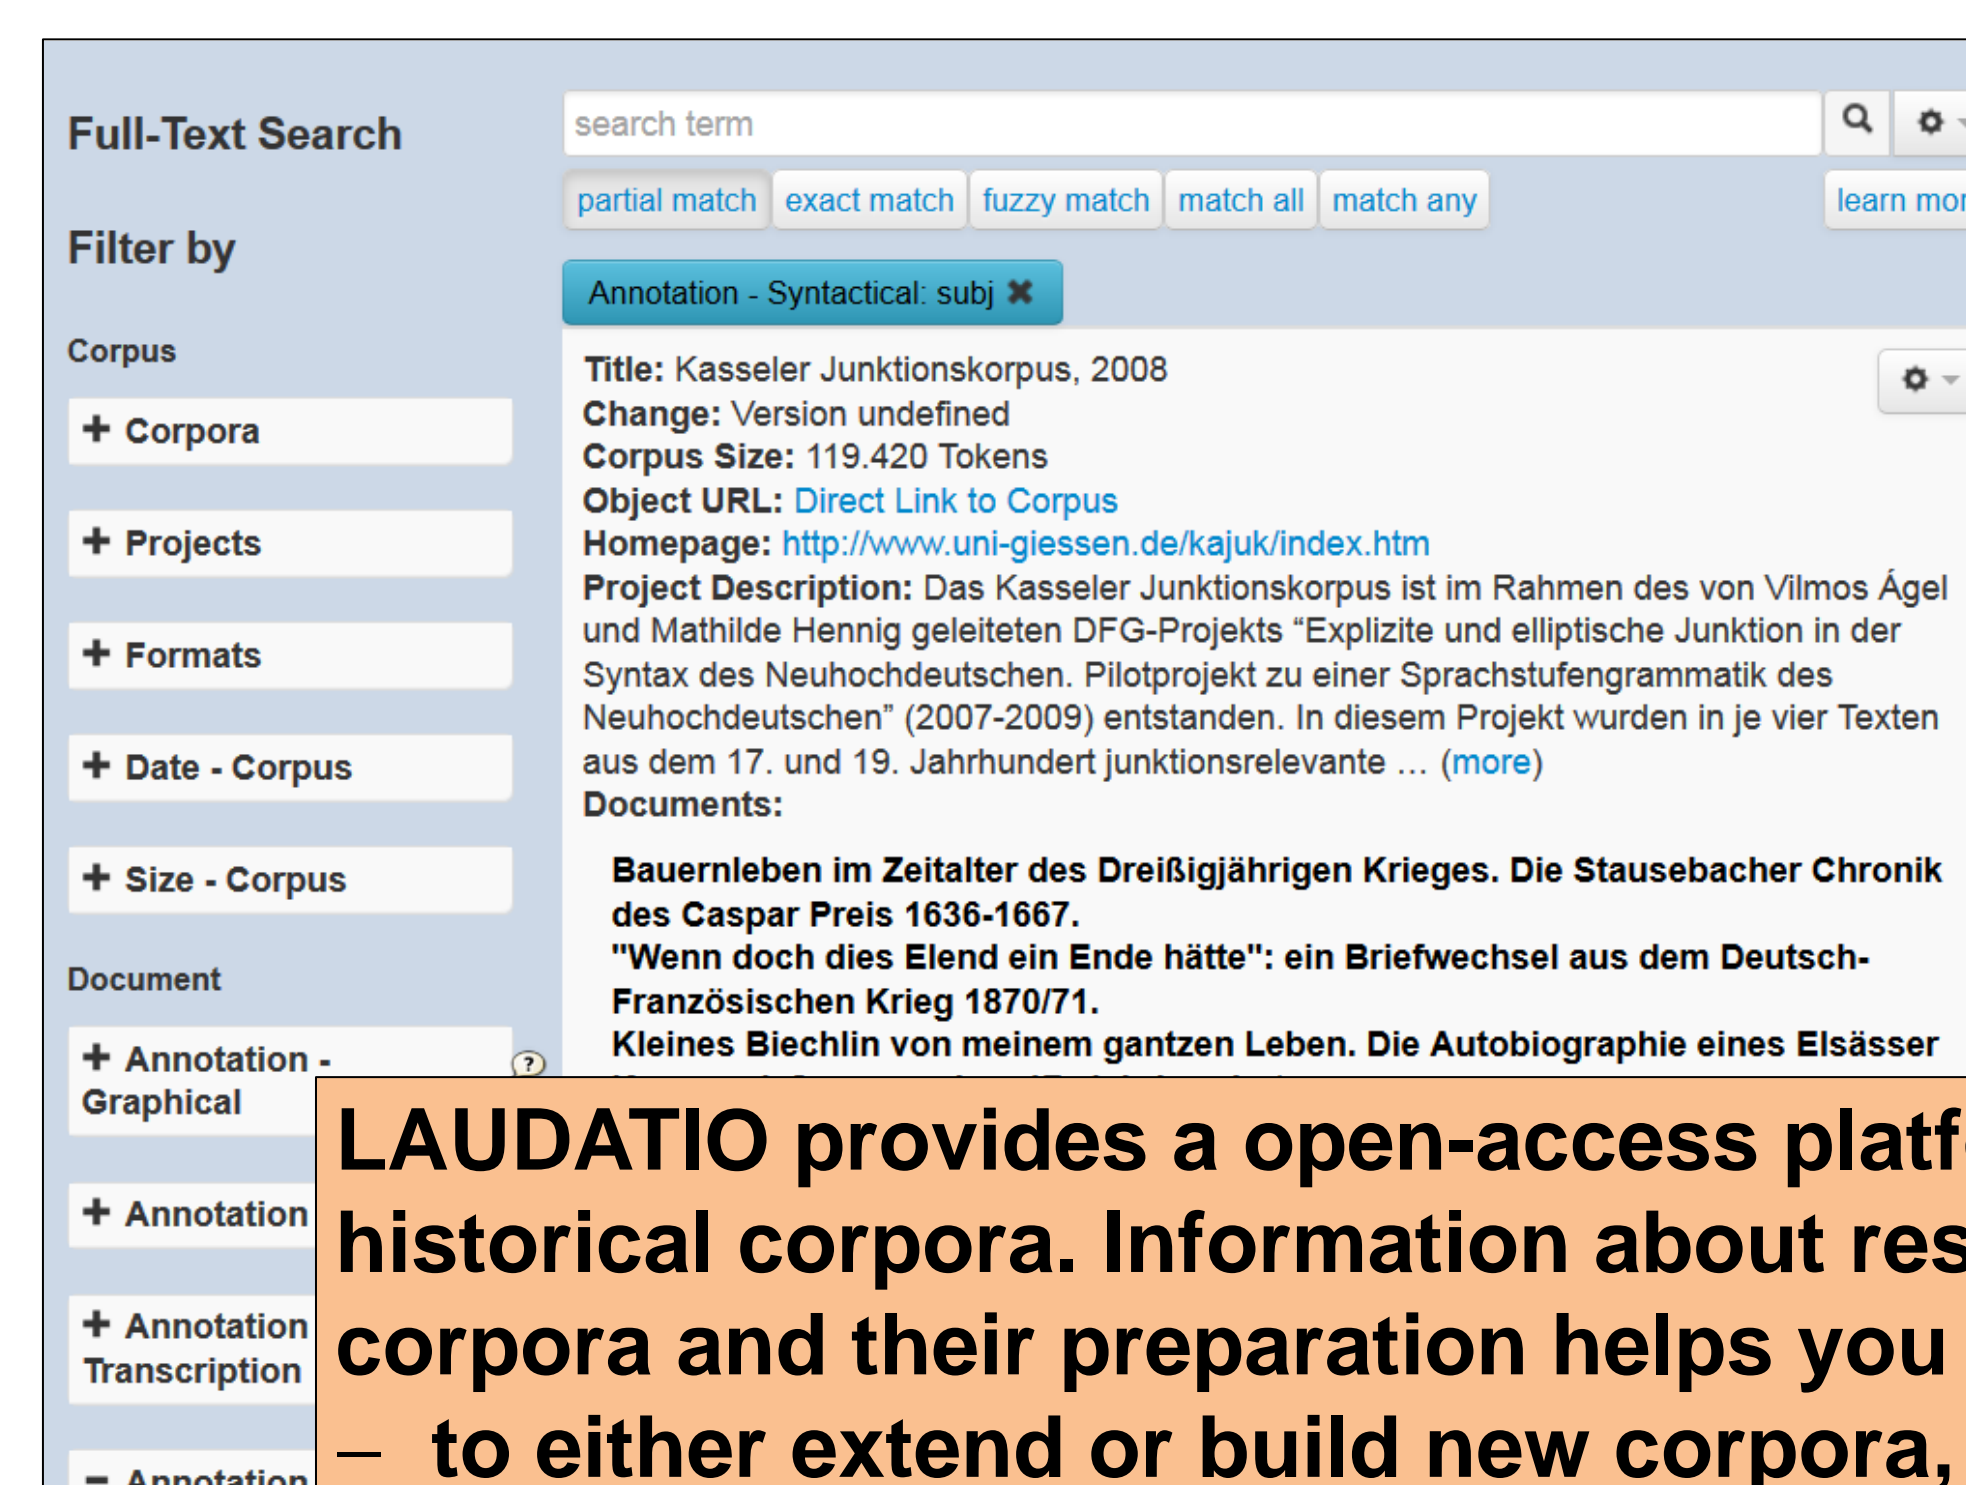 Full-Text Search
search term
partial match
exact match
fuzzy match
match all
match any
Filter by
Annotation - Syntactical: subj
Corpus
+ Corpora
+ Projects
+ Formats
+ Date - Corpus
+ Size - Corpus
Document
+ Annotation -
Graphical
+ Annotation
+ Annotation
Transcription
Annotation
Title: Kasseler Junktionskorpus, 2008
Change: Version undefined
Corpus Size: 119.420 Tokens
Object URL: Direct Link to Corpus
Homepage: http://www.uni-giessen.de/kajuk/index.htm
Project Description: Das Kasseler Junktionskorpus ist im Rahmen des von Vilmos Ágel
und Mathilde Hennig geleiteten DFG-Projekts “Explizite und elliptische Junktion in der
Syntax des Neuhochdeutschen. Pilotprojekt zu einer Sprachstufengrammatik des
Neuhochdeutschen” (2007-2009) entstanden. In diesem Projekt wurden in je vier Texten
aus dem 17. und 19. Jahrhundert junktionsrelevante ... (more)
Documents:
Bauernleben im Zeitalter des Dreißigjährigen Krieges. Die Stausebacher Chronik
des Caspar Preis 1636-1667.
"Wenn doch dies Elend ein Ende hätte": ein Briefwechsel aus dem Deutsch-
Französischen Krieg 1870/71.
Kleines Biechlin von meinem gantzen Leben. Die Autobiographie eines Elsässer
learn
LAUDATIO provides a open-access
historical corpora. Information about
corpora and their preparation helps you
– to either extend or build new corpora,